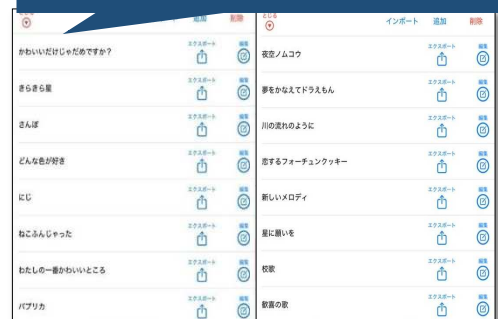 とじる
追加
削除
かわいいだけじゃだめですか？
エクスポート
編集
きらきら星
エクスポート
編集
さんぽ
エクスポート
編集
どんな色が好き
エクスポート
編集
にじ
エクスポート
編集
ねこふんじゃった
エクスポート
編集
わたしの一番かわいいところ
エクスポート
編集
パプリカ
エクスポート
編集
とじる
インポート
追加
削除
夜空ノムコウ
エクスポート
編集
夢をかなえてドラえもん
エクスポート
編集
川の流れのように
エクスポート
編集
恋するフォーチュンクッキー
エクスポート
編集
新しいメロディ
エクスポート
編集
星に願いを
エクスポート
編集
校歌
エクスポート
編集
歓喜の歌
エクスポート
編集